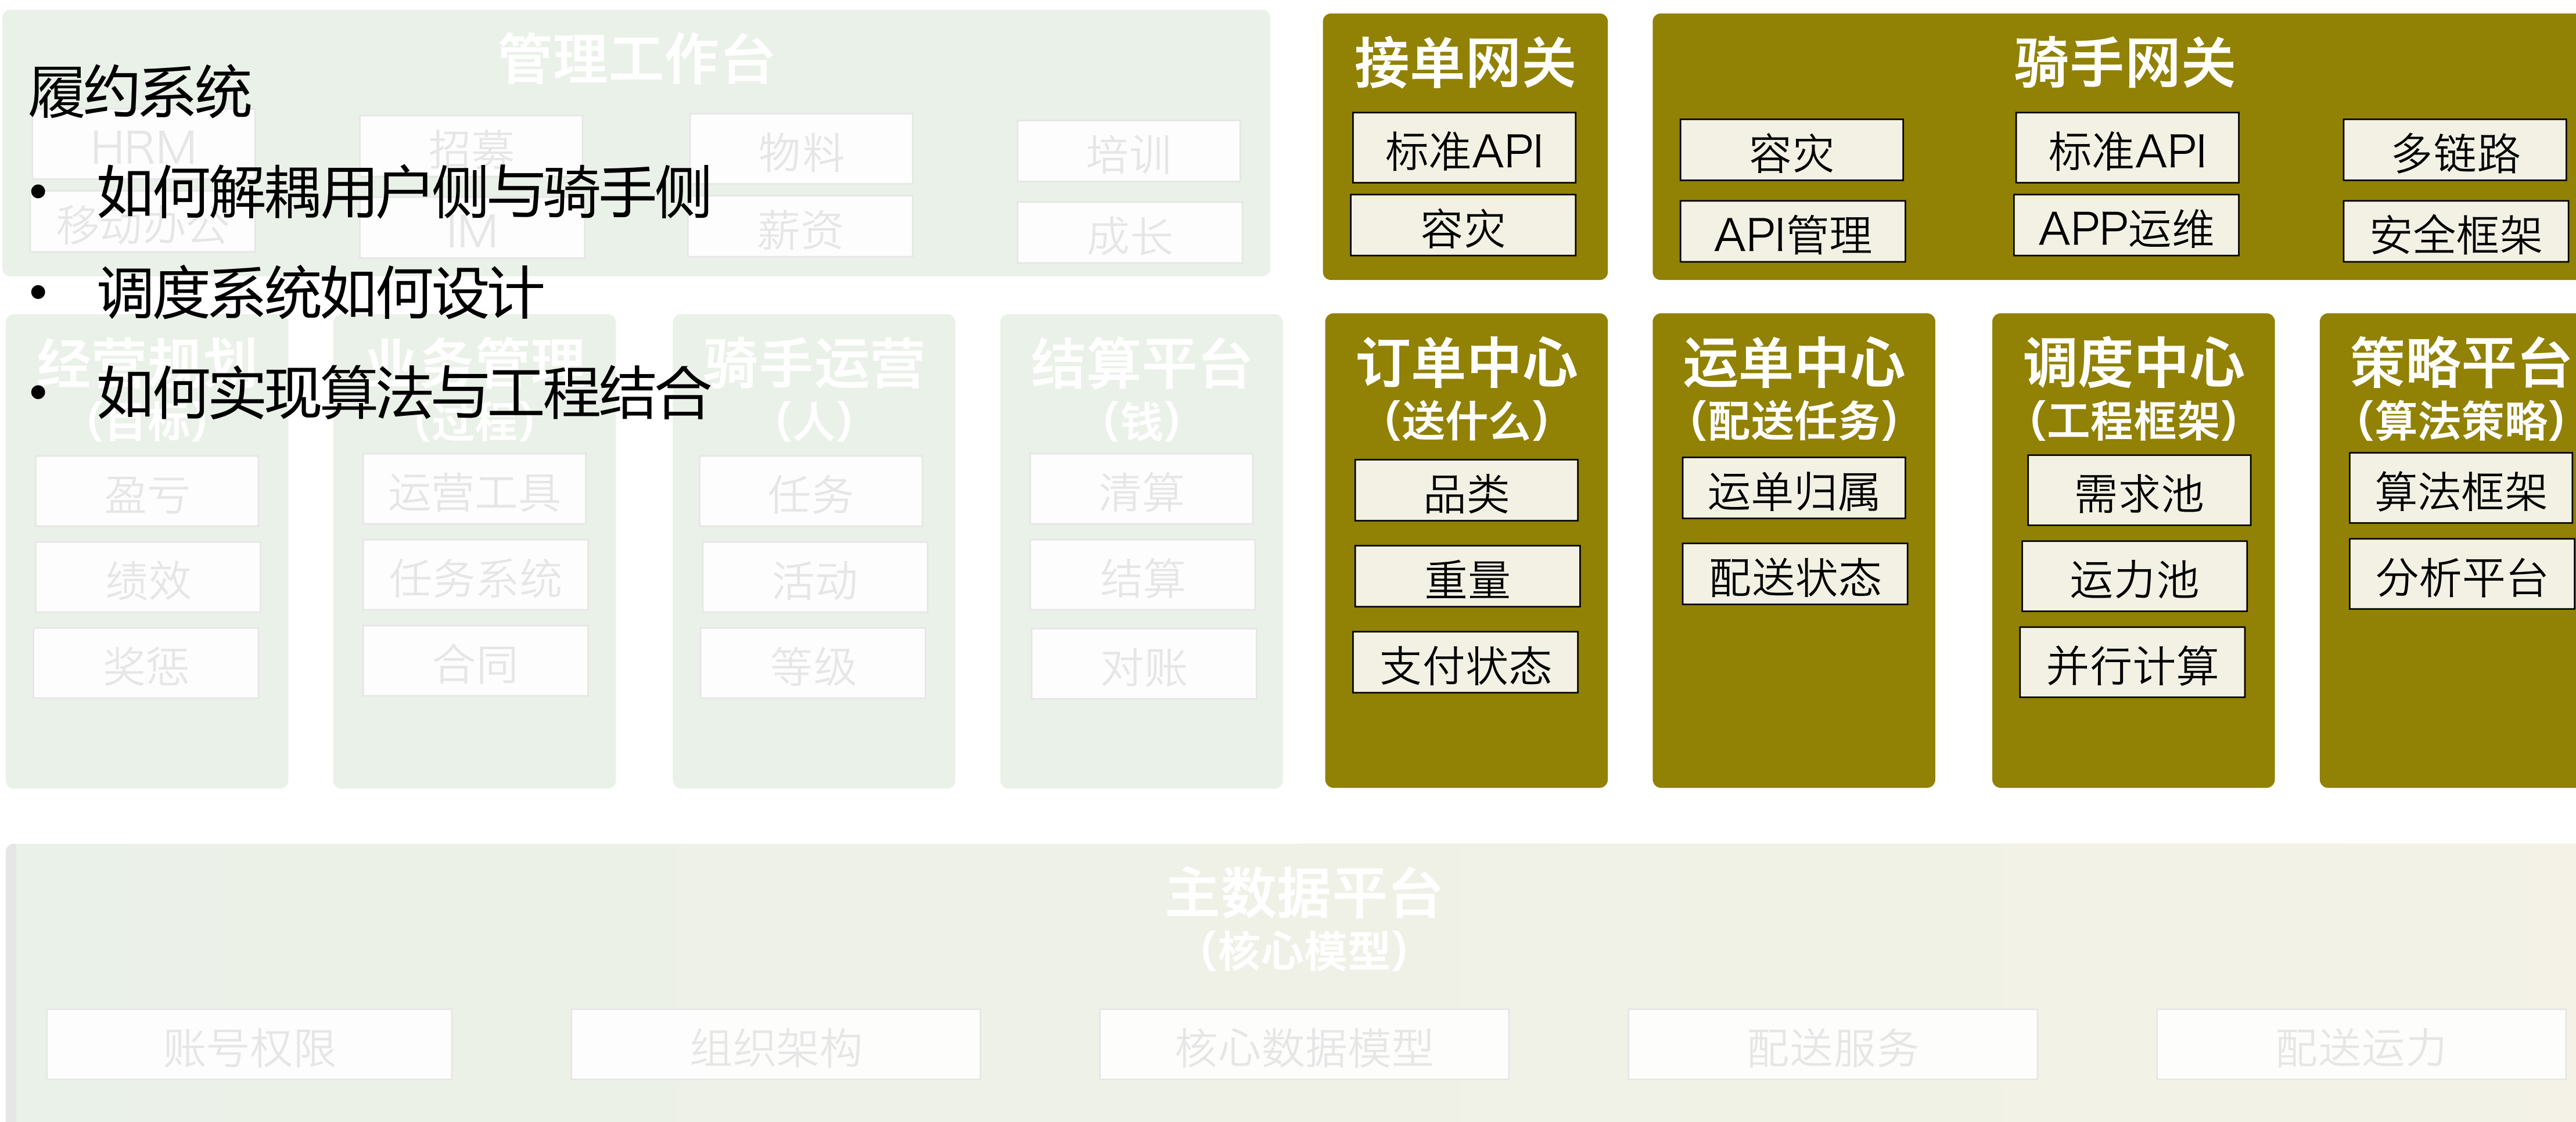 履约系统
• 如何解耦用户侧与骑手侧
• 调度系统如何设计
• 如何实现算法与工程结合
管理工作台
HRM
招募
物料
培训
移动办公
IM
薪资
成长
接单网关
标准API
容灾
骑手网关
容灾
标准API
多链路
API管理
APP运维
安全框架
经营规划
（目标）
盈亏
绩效
奖惩
业务管理
（过程）
运营工具
任务系统
合同
骑手运营
（人）
任务
活动
等级
结算平台
（钱）
清算
结算
对账
订单中心
（送什么）
品类
重量
支付状态
运单中心
（配送任务）
运单归属
配送状态
调度中心
（工程框架）
需求池
运力池
并行计算
策略平台
（算法策略）
算法框架
分析平台
主数据平台
（核心模型）
账号权限
组织架构
核心数据模型
配送服务
配送运力